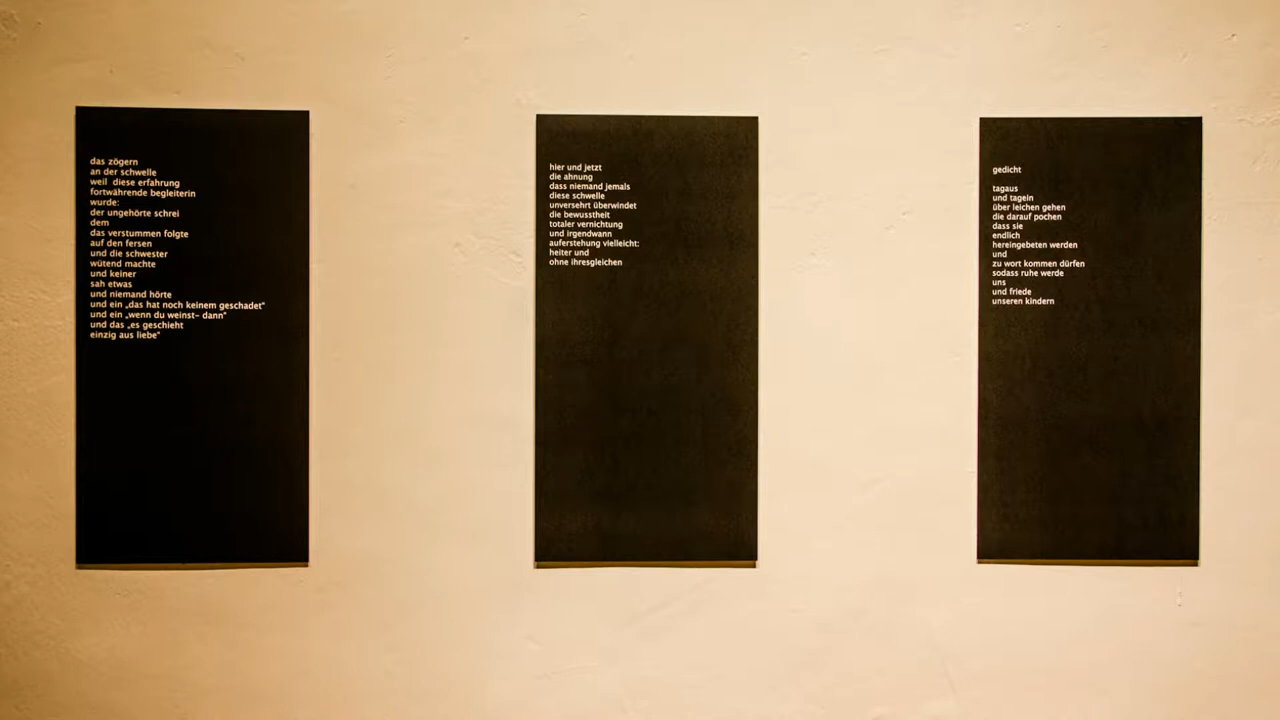 das zögern
an der schwelle
weil  diese erfahrung
fortwährende begleiterin
wurde:
der ungehörte schrei
dem
das verstummen folgte
auf den fersen
und die schwester
wütend machte
und keiner
sah etwas
und niemand hörte
und ein „das hat noch keinem geschadet“
und ein „wenn du weinst– dann“
und das „es geschieht
einzig aus liebe“
hier und jetzt
die ahnung
dass niemand jemals
diese schwelle
unversehrt überwindet
die bewusstheit
totaler vernichtung
und irgendwann
auferstehung vielleicht:
heiter und
ohne ihresgleichen
gedicht
tagaus
und tagein
über leichen gehen
die darauf pochen
dass sie
endlich
hereingebeten werden
und
zu wort kommen dürfen
sodass ruhe werde
uns
und friede
unseren kindern